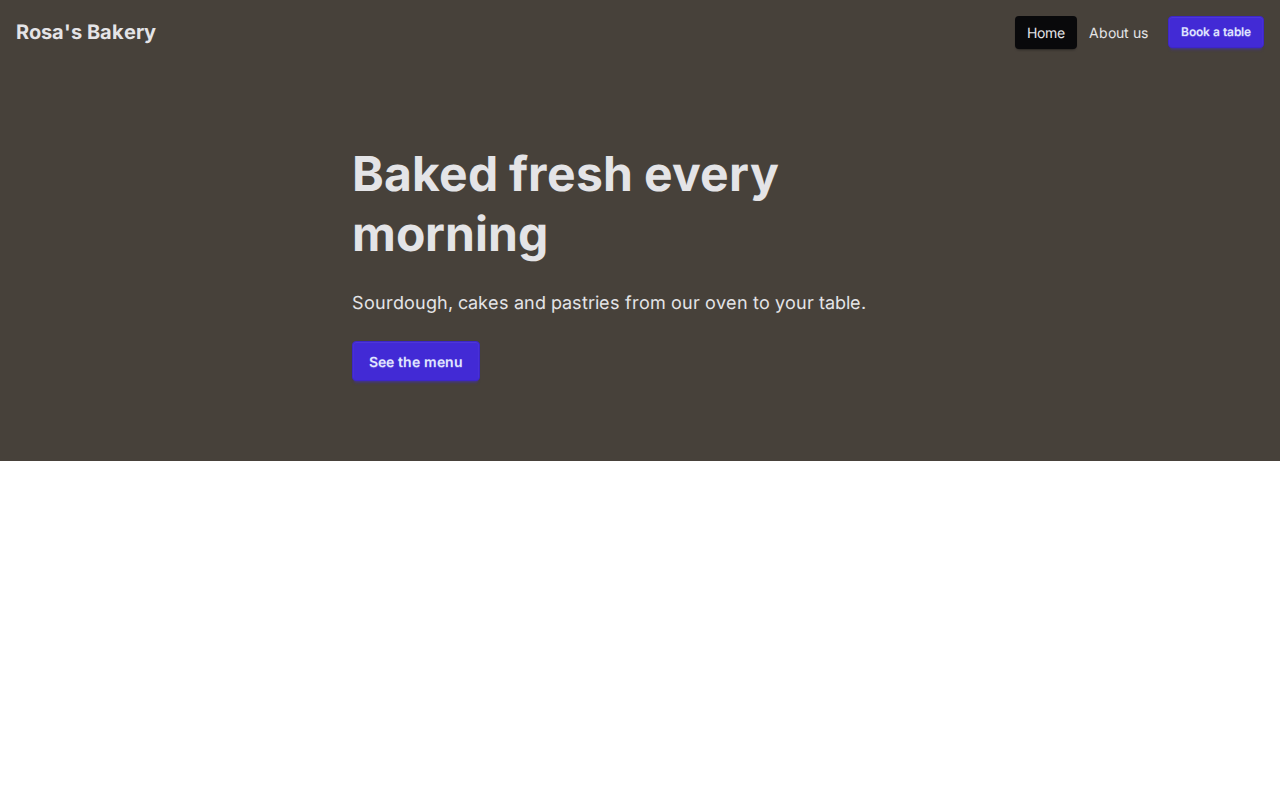 Rosa's Bakery
Home
About us
Book a table
Baked fresh every
morning
Sourdough, cakes and pastries from our oven to your table.
See the menu